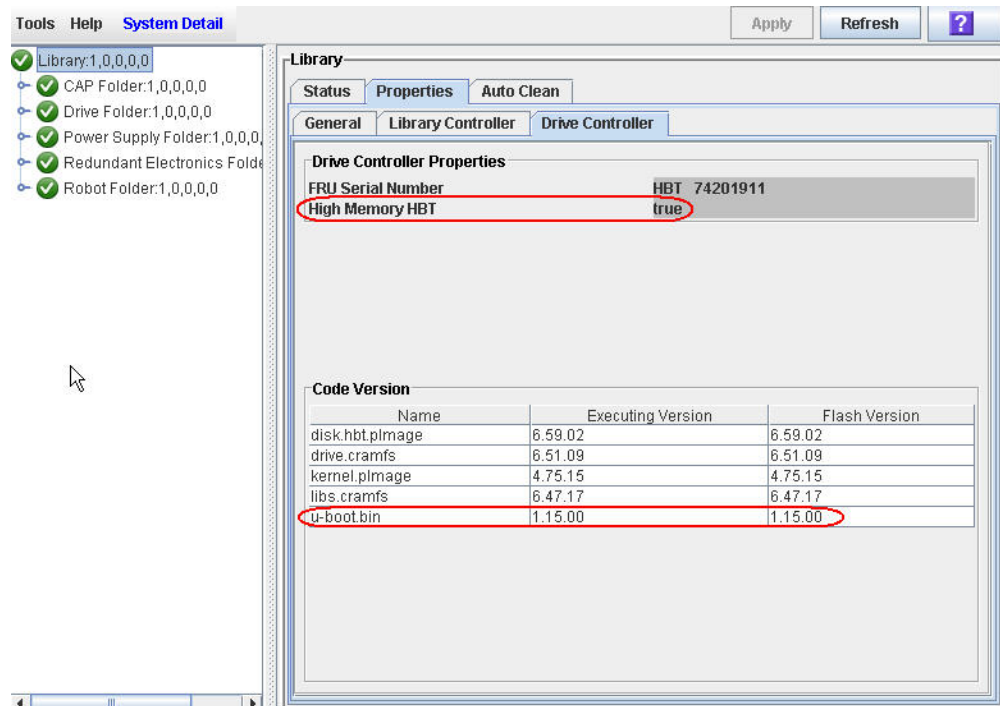 Tools Help System Detail Apply Refresh ?
Library:1,0,0,0,0
CAP Folder:1,0,0,0,0
Drive Folder:1,0,0,0,0
Power Supply Folder:1,0,0,
Redundant Electronics Folde
Robot Folder:1,0,0,0,0
Library
Status Properties Auto Clean
General Library Controller Drive Controller
Drive Controller Properties
FRU Serial Number HBT 74201911
High Memory HBT true
Code Version
Name Executing Version Flash Version
disk.hbt.pImage 6.59.02 6.59.02
drive.cramfs 6.51.09 6.51.09
kernel.pImage 4.75.15 4.75.15
libs.cramfs 6.47.17 6.47.17
u-boot.bin 1.15.00 1.15.00